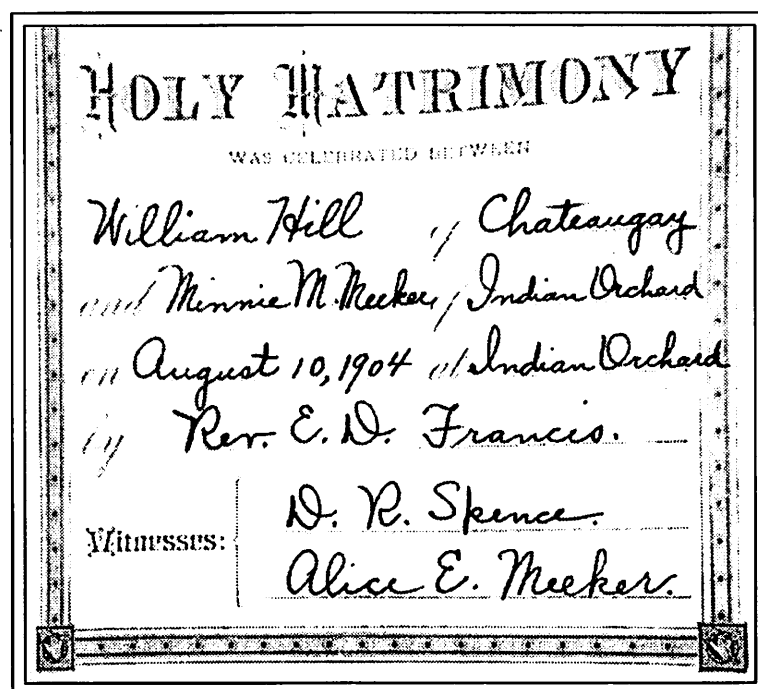 HOLY MATRIMONY
WAS CELEBRATED BETWEEN
William Hill of Chateaugay
and Minnie M. Meeker of Indian Orchard
on August 10, 1904 at Indian Orchard
by Rev. E. D. Francis.
Witnesses: D. R. Spence.
Alice E. Meeker.